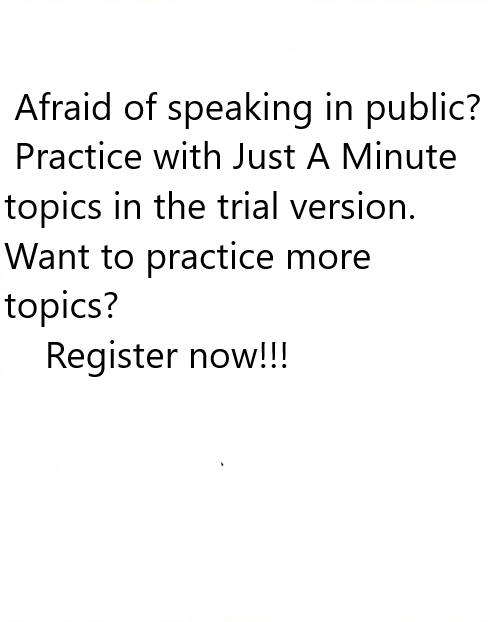 Afraid of speaking in public?
Practice with Just A Minute
topics in the trial version.
Want to practice more
topics?
Register now!!!